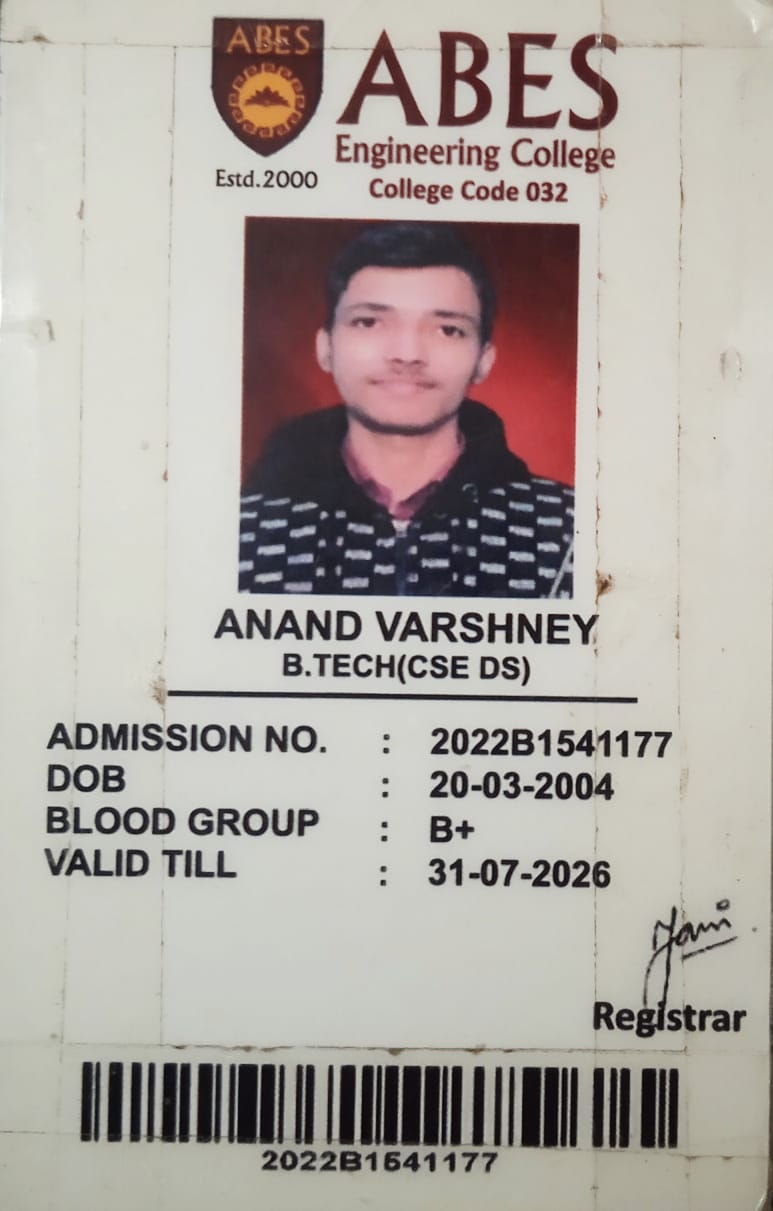 ABES
ABES
Engineering College
Estd.2000
College Code 032
ANAND VARSHNEY
B.TECH(CSE DS)
ADMISSION NO. : 2022B1541177
DOB : 20-03-2004
BLOOD GROUP : B+
VALID TILL : 31-07-2026
Registrar
2022B1541177